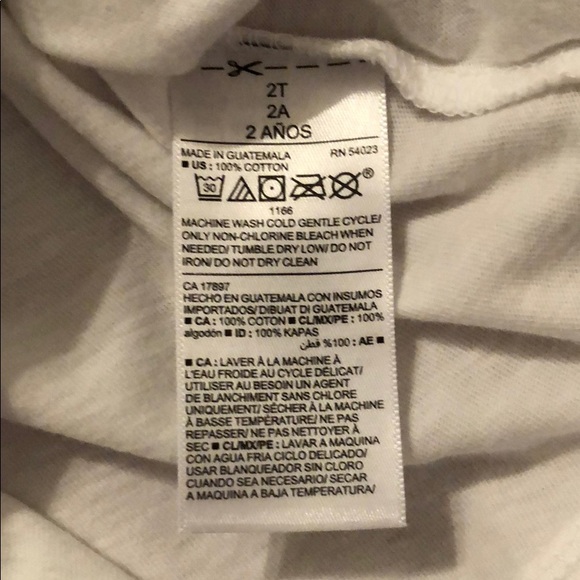 2T
2A
2 AÑOS
MADE IN GUATEMALA RN 54023
■ US : 100% COTTON
30 ®
1166
MACHINE WASH COLD GENTLE CYCLE/
ONLY NON-CHLORINE BLEACH WHEN
NEEDED/ TUMBLE DRY LOW/ DO NOT
IRON/ DO NOT DRY CLEAN
CA 17897
HECHO EN GUATEMALA CON INSUMOS
IMPORTADOS/ DIBUAT DI GUATEMALA
■ CA : 100% COTON ■ CL/MX/PE : 100%
algodón ■ ID : 100% KAPAS
■ AE : 100% قطن
■ CA : LAVER À LA MACHINE À
L'EAU FROIDE AU CYCLE DÉLICAT/
UTILISER AU BESOIN UN AGENT
DE BLANCHIMENT SANS CHLORE
UNIQUEMENT/ SÉCHER À LA MACHINE
À BASSE TEMPÉRATURE/ NE PAS
REPASSER/ NE PAS NETTOYER À
SEC ■ CL/MX/PE : LAVAR A MAQUINA
CON AGUA FRIA CICLO DELICADO/
USAR BLANQUEADOR SIN CLORO
CUANDO SEA NECESARIO/ SECAR
A MAQUINA A BAJA TEMPERATURA/